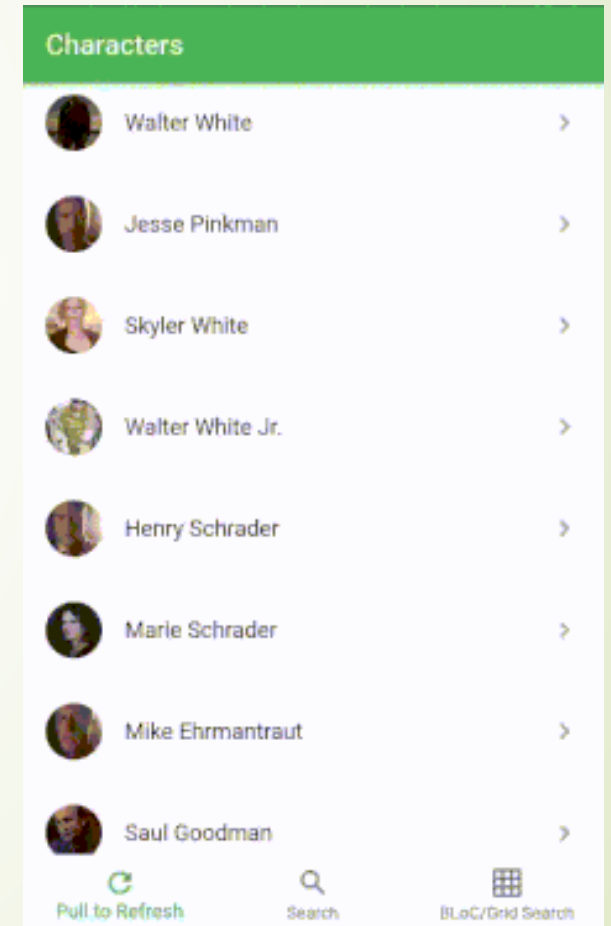 Characters
Walter White
Jesse Pinkman
Skyler White
Walter White Jr.
Henry Schrader
Marie Schrader
Mike Ehrmantraut
Saul Goodman
Pull to Refresh
Search
BLoC/Grid Search